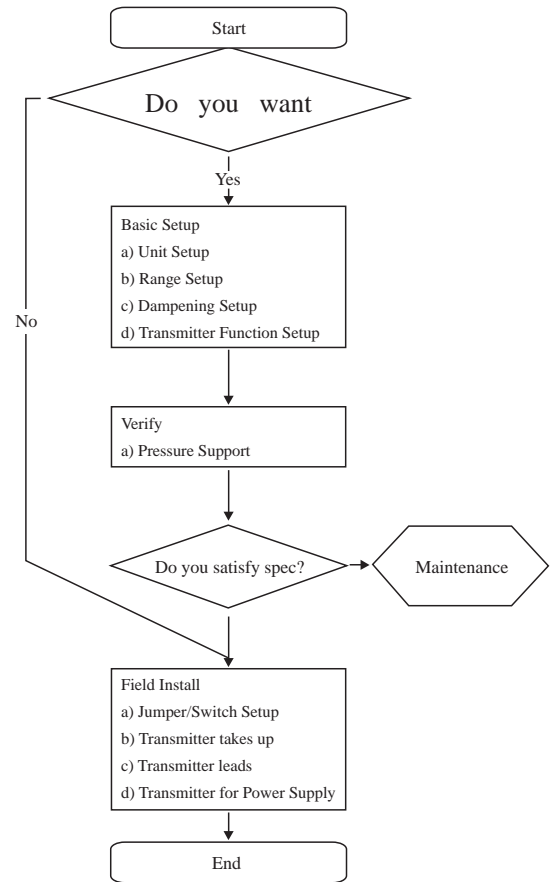 Start
Do you want
Yes
Basic Setup
a) Unit Setup
b) Range Setup
c) Dampening Setup
d) Transmitter Function Setup
No
Verify
a) Pressure Support
Do you satisfy spec?
Maintenance
Field Install
a) Jumper/Switch Setup
b) Transmitter takes up
c) Transmitter leads
d) Transmitter for Power Supply
End